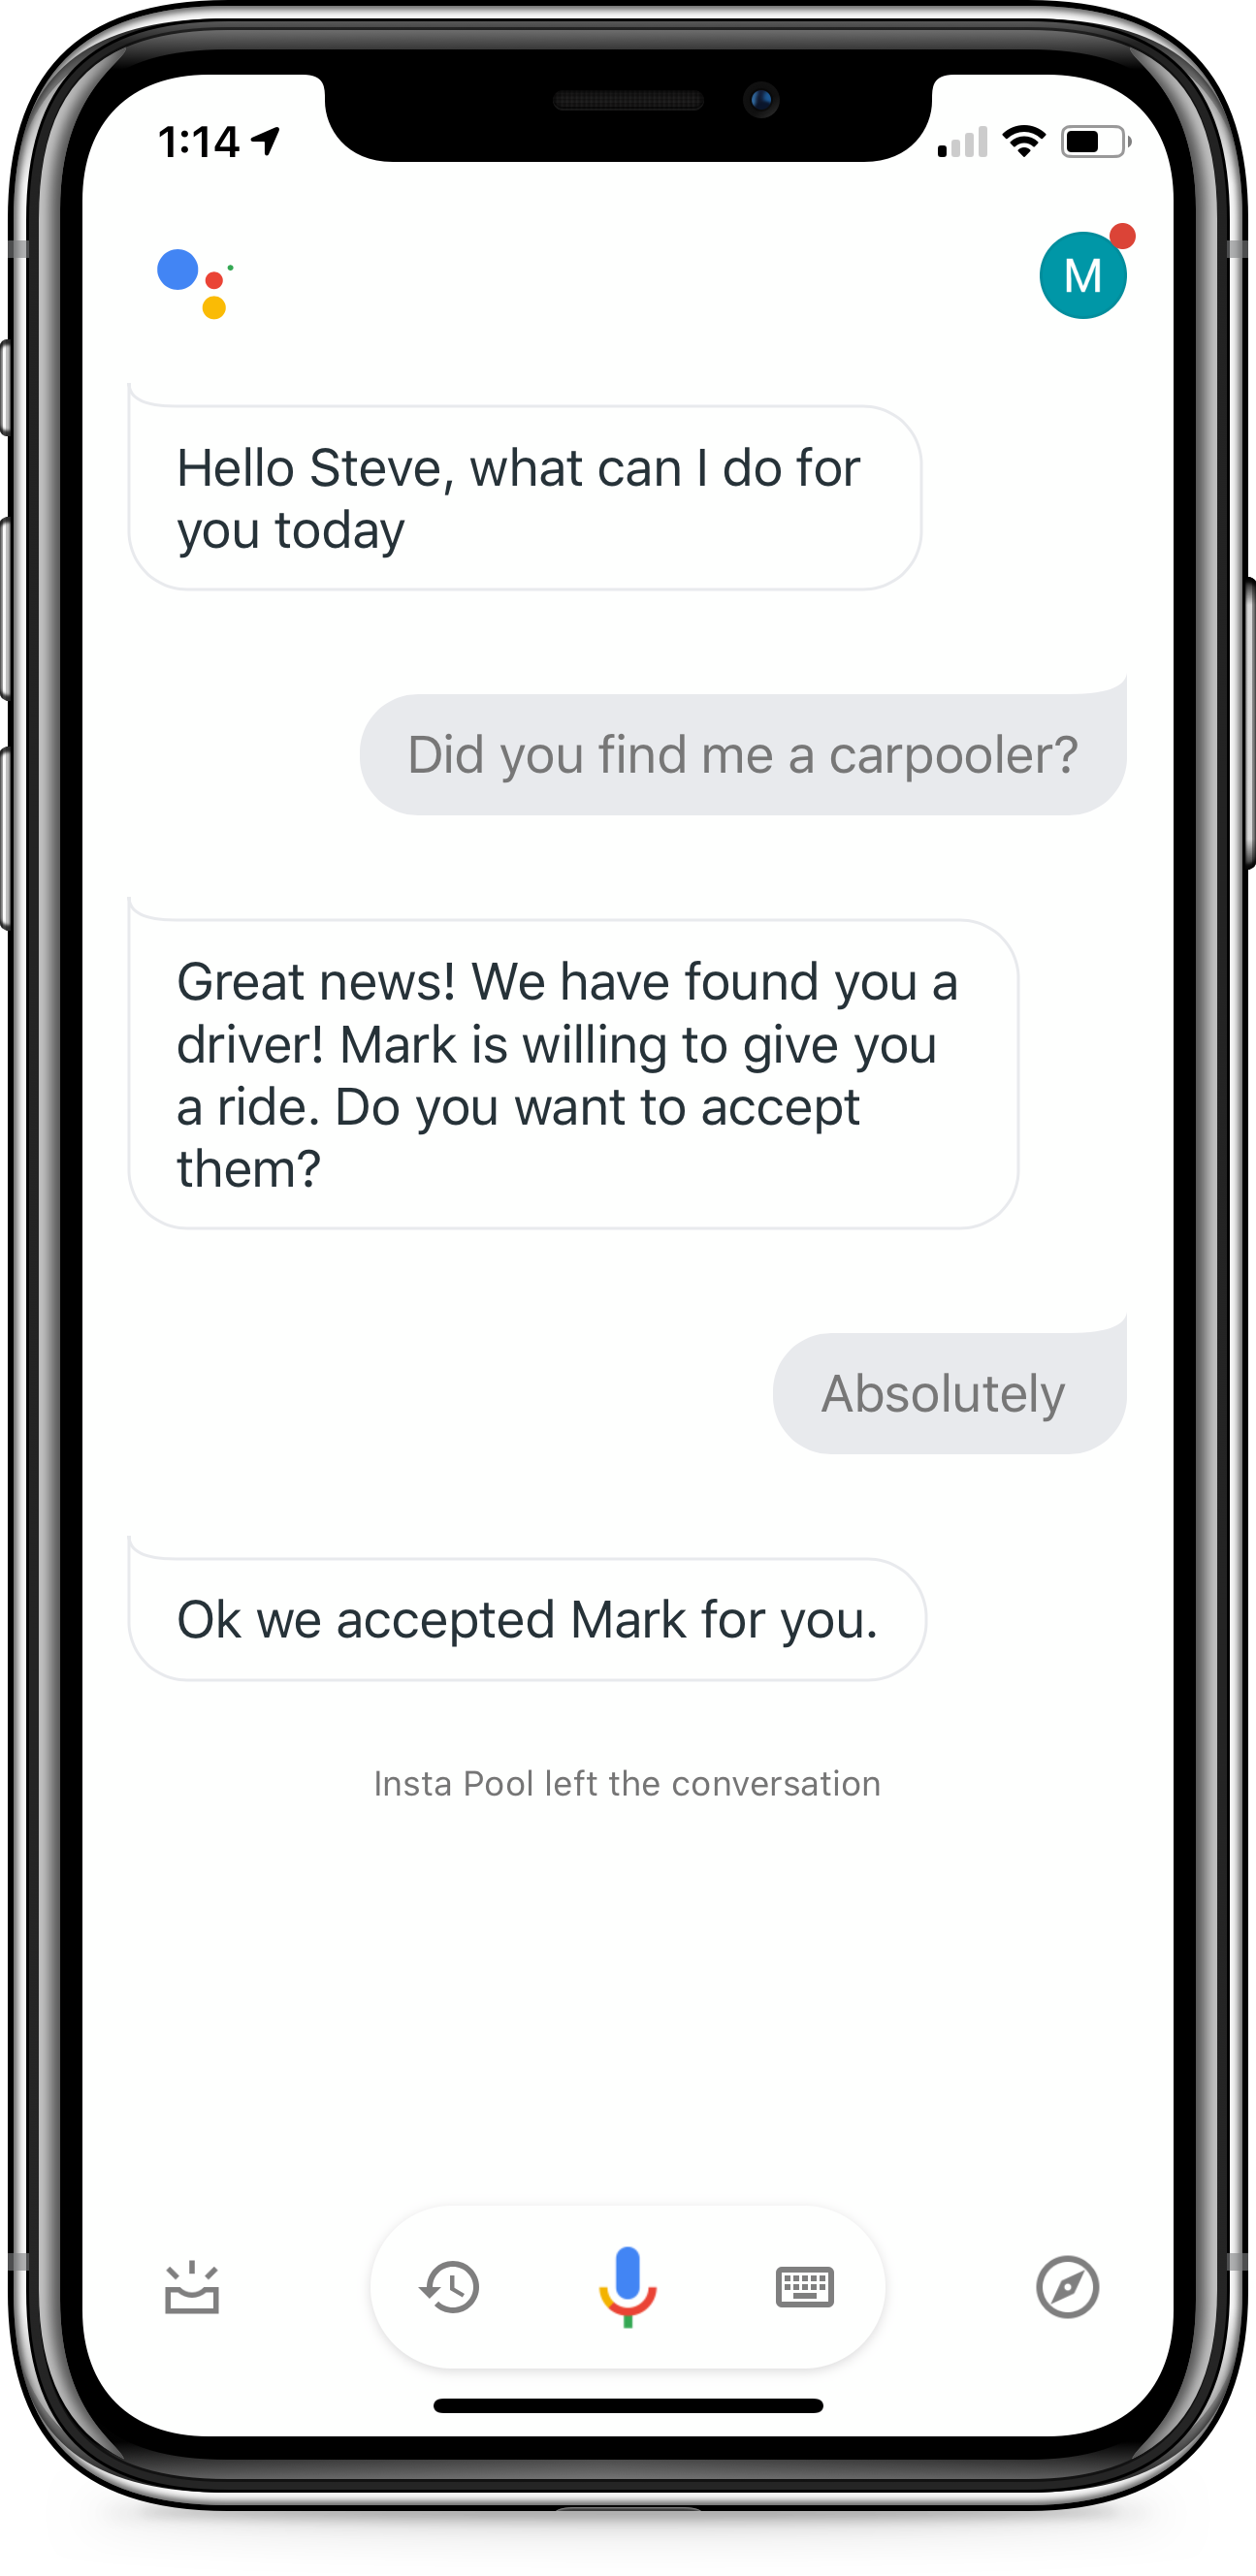 1:14
M
Hello Steve, what can I do for
you today
Did you find me a carpooler?
Great news! We have found you a
driver! Mark is willing to give you
a ride. Do you want to accept
them?
Absolutely
Ok we accepted Mark for you.
Insta Pool left the conversation